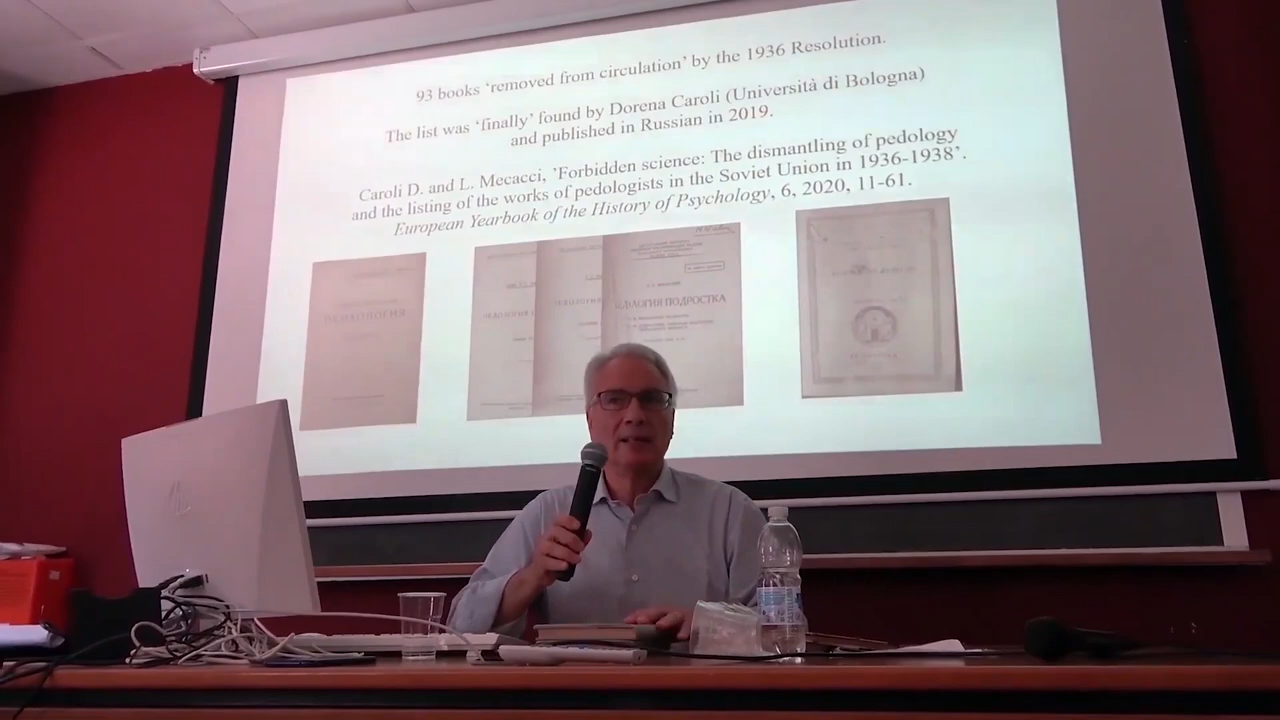 93 books ‘removed from circulation’ by the 1936 Resolution.
The list was ‘finally’ found by Dorena Caroli (Università di Bologna)
and published in Russian in 2019.
Caroli D. and L. Mecacci, ’Forbidden science: The dismantling of pedology
and the listing of the works of pedologists in the Soviet Union in 1936-1938’.
European Yearbook of the History of Psychology, 6, 2020, 11-61.
ПОДРОСТКА